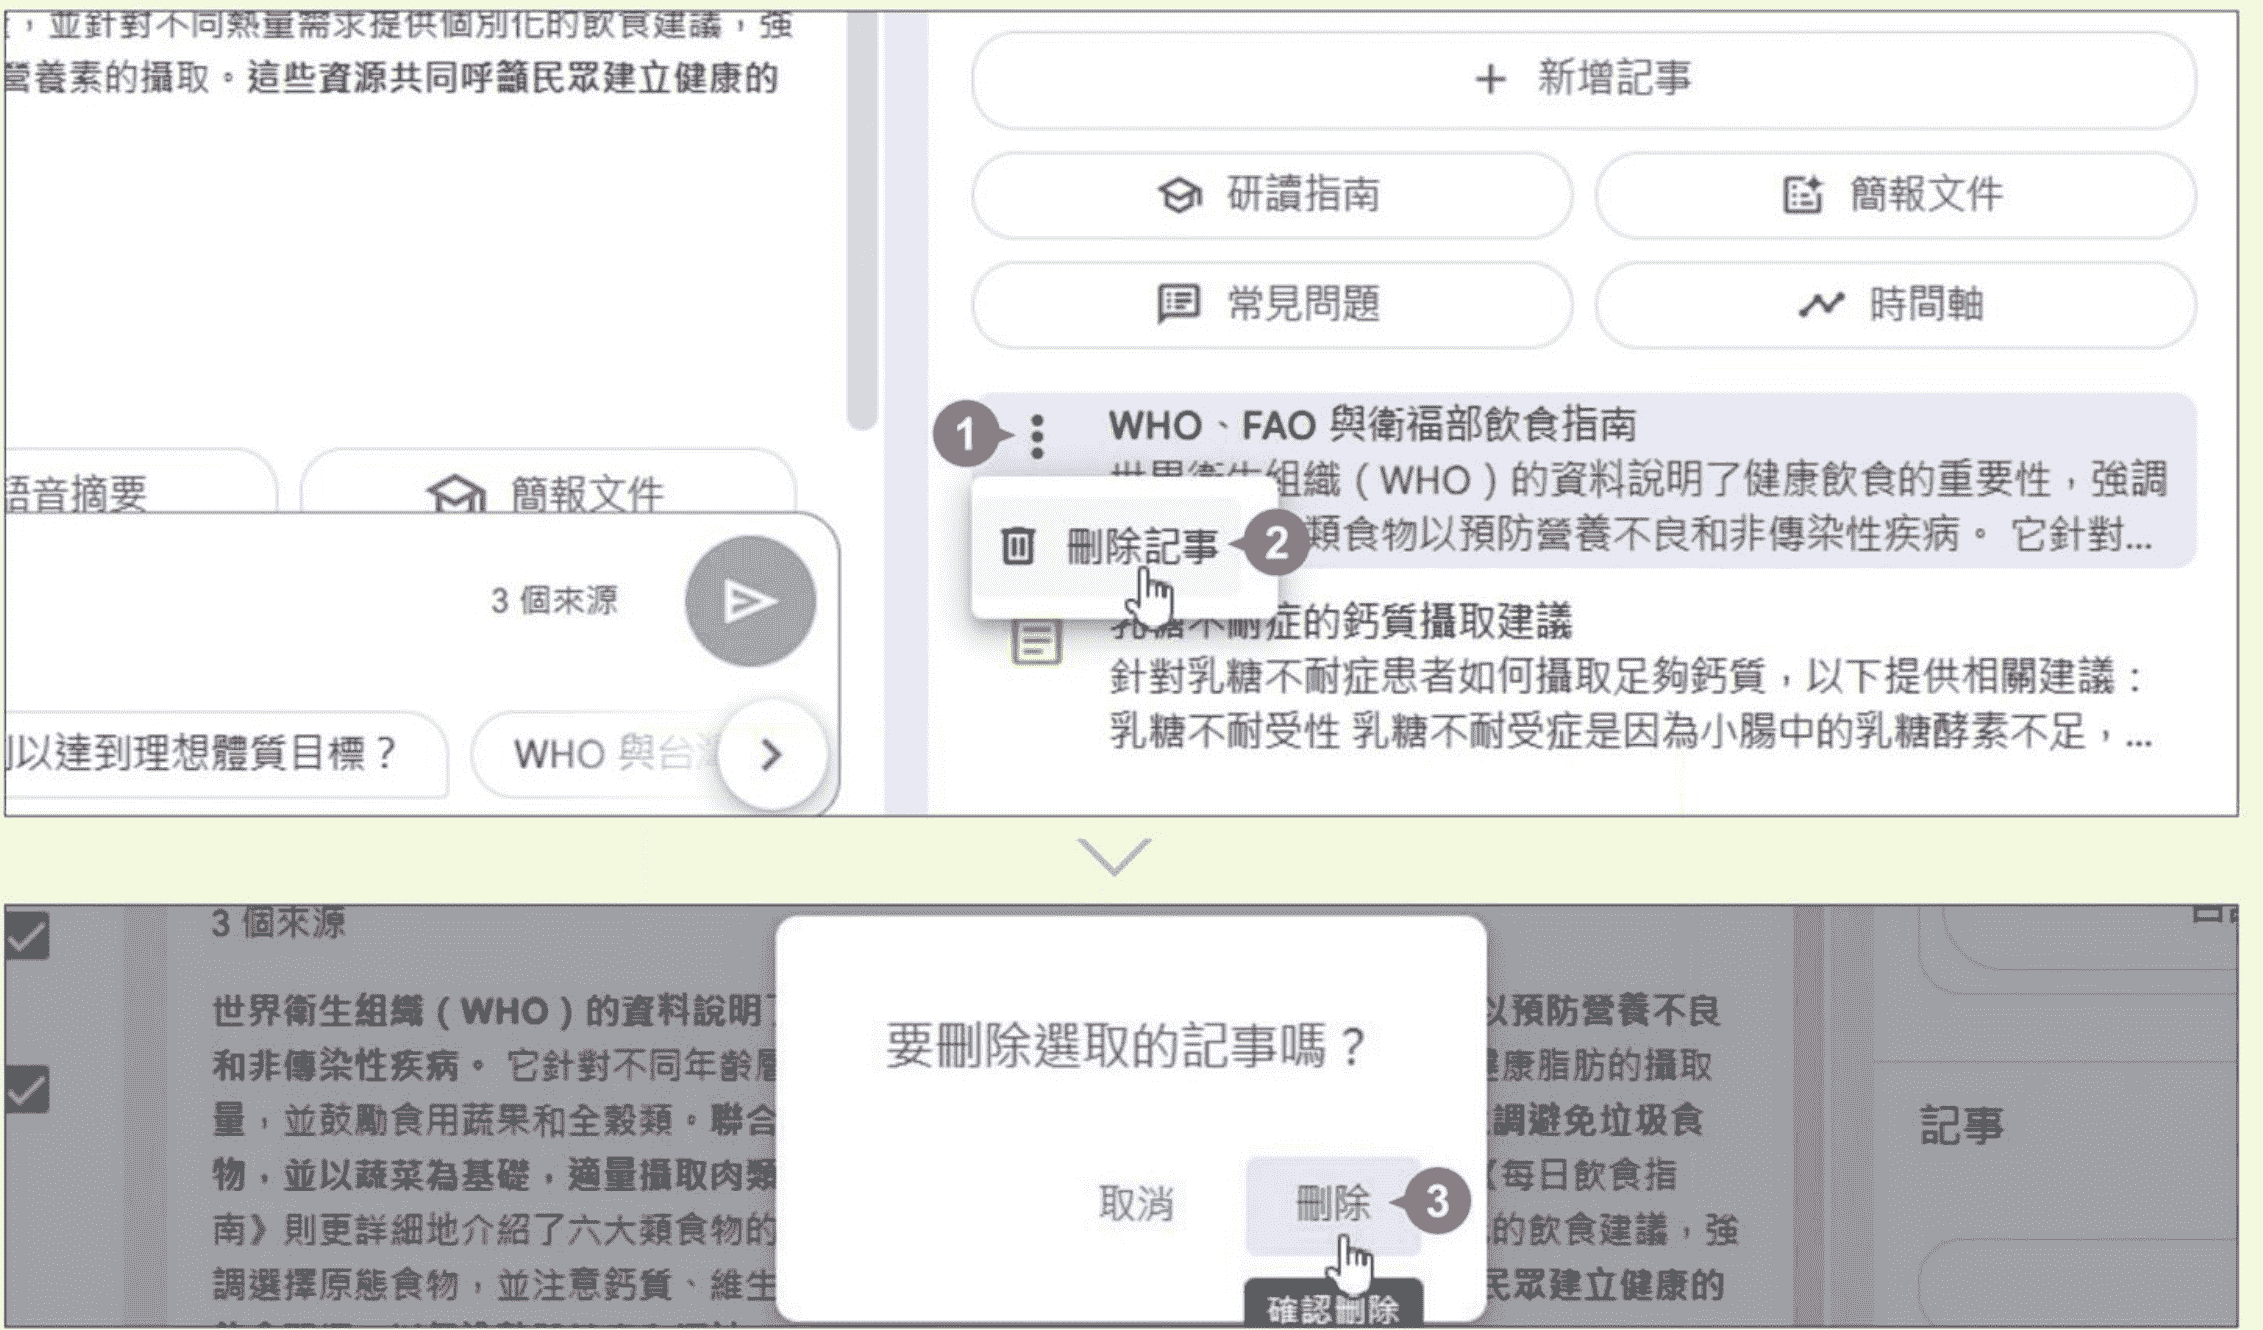 ，並針對不同熱量需求提供個別化的飲食建議，強
營養素的攝取。這些資源共同呼籲民眾建立健康的
語音摘要
簡報文件
3 個來源
以達到理想體質目標？
WHO 與台灣
＋ 新增記事
研讀指南
簡報文件
常見問題
時間軸
1
WHO、FAO 與衛福部飲食指南
世界衛生組織（WHO）的資料說明了健康飲食的重要性，強調
類食物以預防營養不良和非傳染性疾病。 它針對...
刪除記事
2
乳糖不耐症的鈣質攝取建議
針對乳糖不耐症患者如何攝取足夠鈣質，以下提供相關建議：
乳糖不耐受性 乳糖不耐受症是因為小腸中的乳糖酵素不足，...
3 個來源
世界衛生組織（WHO）的資料說明
和非傳染性疾病。 它針對不同年齡層
量，並鼓勵食用蔬果和全穀類。聯合
物，並以蔬菜為基礎，適量攝取肉類
南》則更詳細地介紹了六大類食物的
調選擇原態食物，並注意鈣質、維生
要刪除選取的記事嗎？
取消
刪除
3
確認刪除
以預防營養不良
健康脂肪的攝取
調避免垃圾食
《每日飲食指
的飲食建議，強
民眾建立健康的
記事